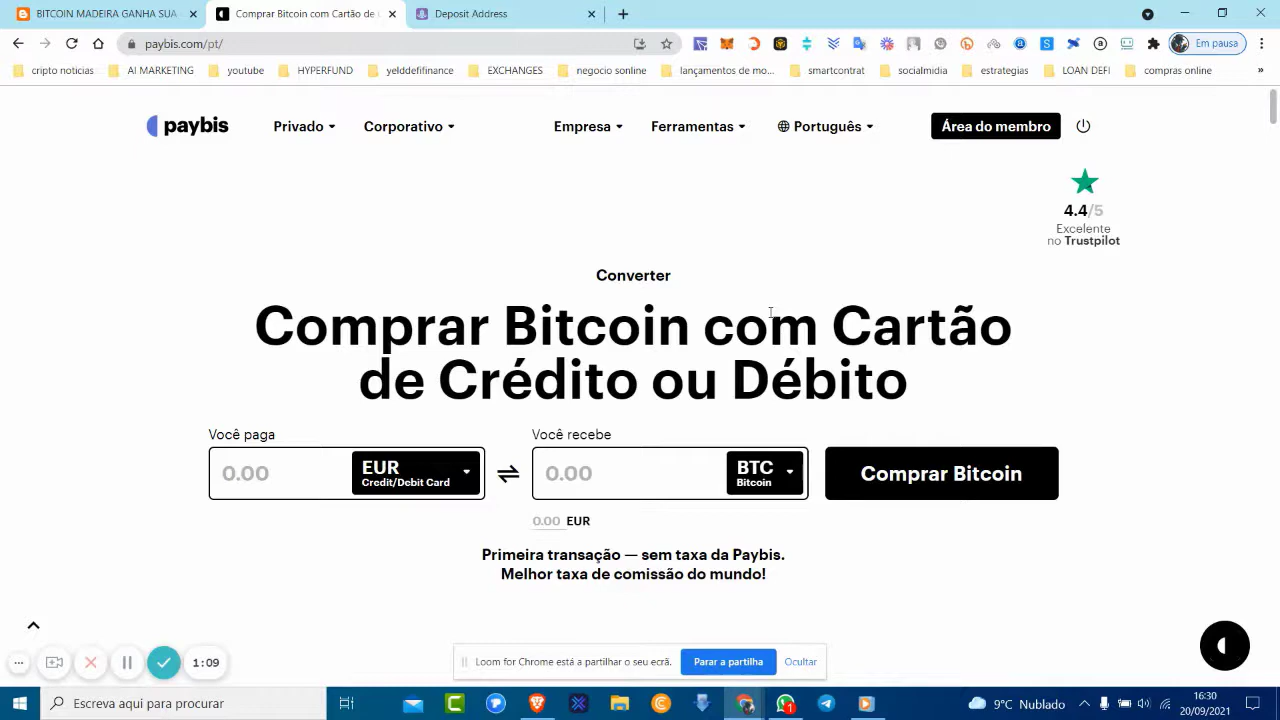 BITCOIN MADEIRA GANHA SUA
Comprar Bitcoin com Cartão de
Deposit Address
paybis.com/pt/
Em pausa
cripto noticias
AI MARKETING
youtube
HYPERFUND
yelddefifinance
EXCHANGES
negocio sonline
lançamentos de mo...
smartcontrat
socialmidia
estrategias
LOAN DEFI
compras online
»
paybis
Privado
Corporativo
Empresa
Ferramentas
Português
Área do membro
4.4/5
Excelente
no Trustpilot
Converter
Comprar Bitcoin com Cartão
de Crédito ou Débito
Você paga
Você recebe
0.00
EUR
Credit/Debit Card
0.00
BTC
Bitcoin
Comprar Bitcoin
0.00 EUR
Primeira transação — sem taxa da Paybis.
Melhor taxa de comissão do mundo!
1:09
Loom for Chrome está a partilhar o seu ecrã.
Parar a partilha
Ocultar
Escreva aqui para procurar
1
9°C Nublado
16:30
20/09/2021